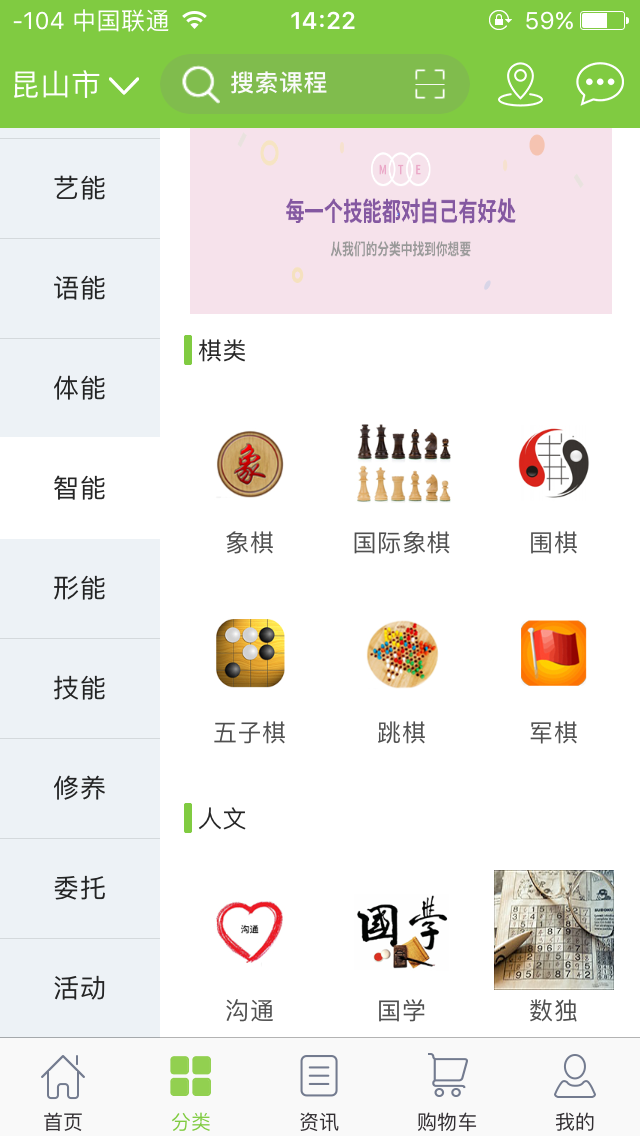 -104 中国联通 14:22 59%
昆山市 搜索课程
艺能
语能
体能
智能
形能
技能
修养
委托
活动
M T E
每一个技能都对自己有好处
从我们的分类中找到你想要
棋类
象
象棋 国际象棋 围棋
五子棋 跳棋 军棋
人文
沟通
國学
沟通 国学 数独
首页 分类 资讯 购物车 我的